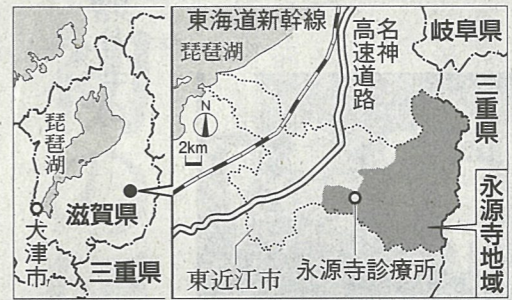 琵琶湖
滋賀県
大津市
三重県
東海道新幹線
琵琶湖
名神
高速道路
岐阜県
三重県
N
2km
永源寺地域
東近江市
永源寺診療所